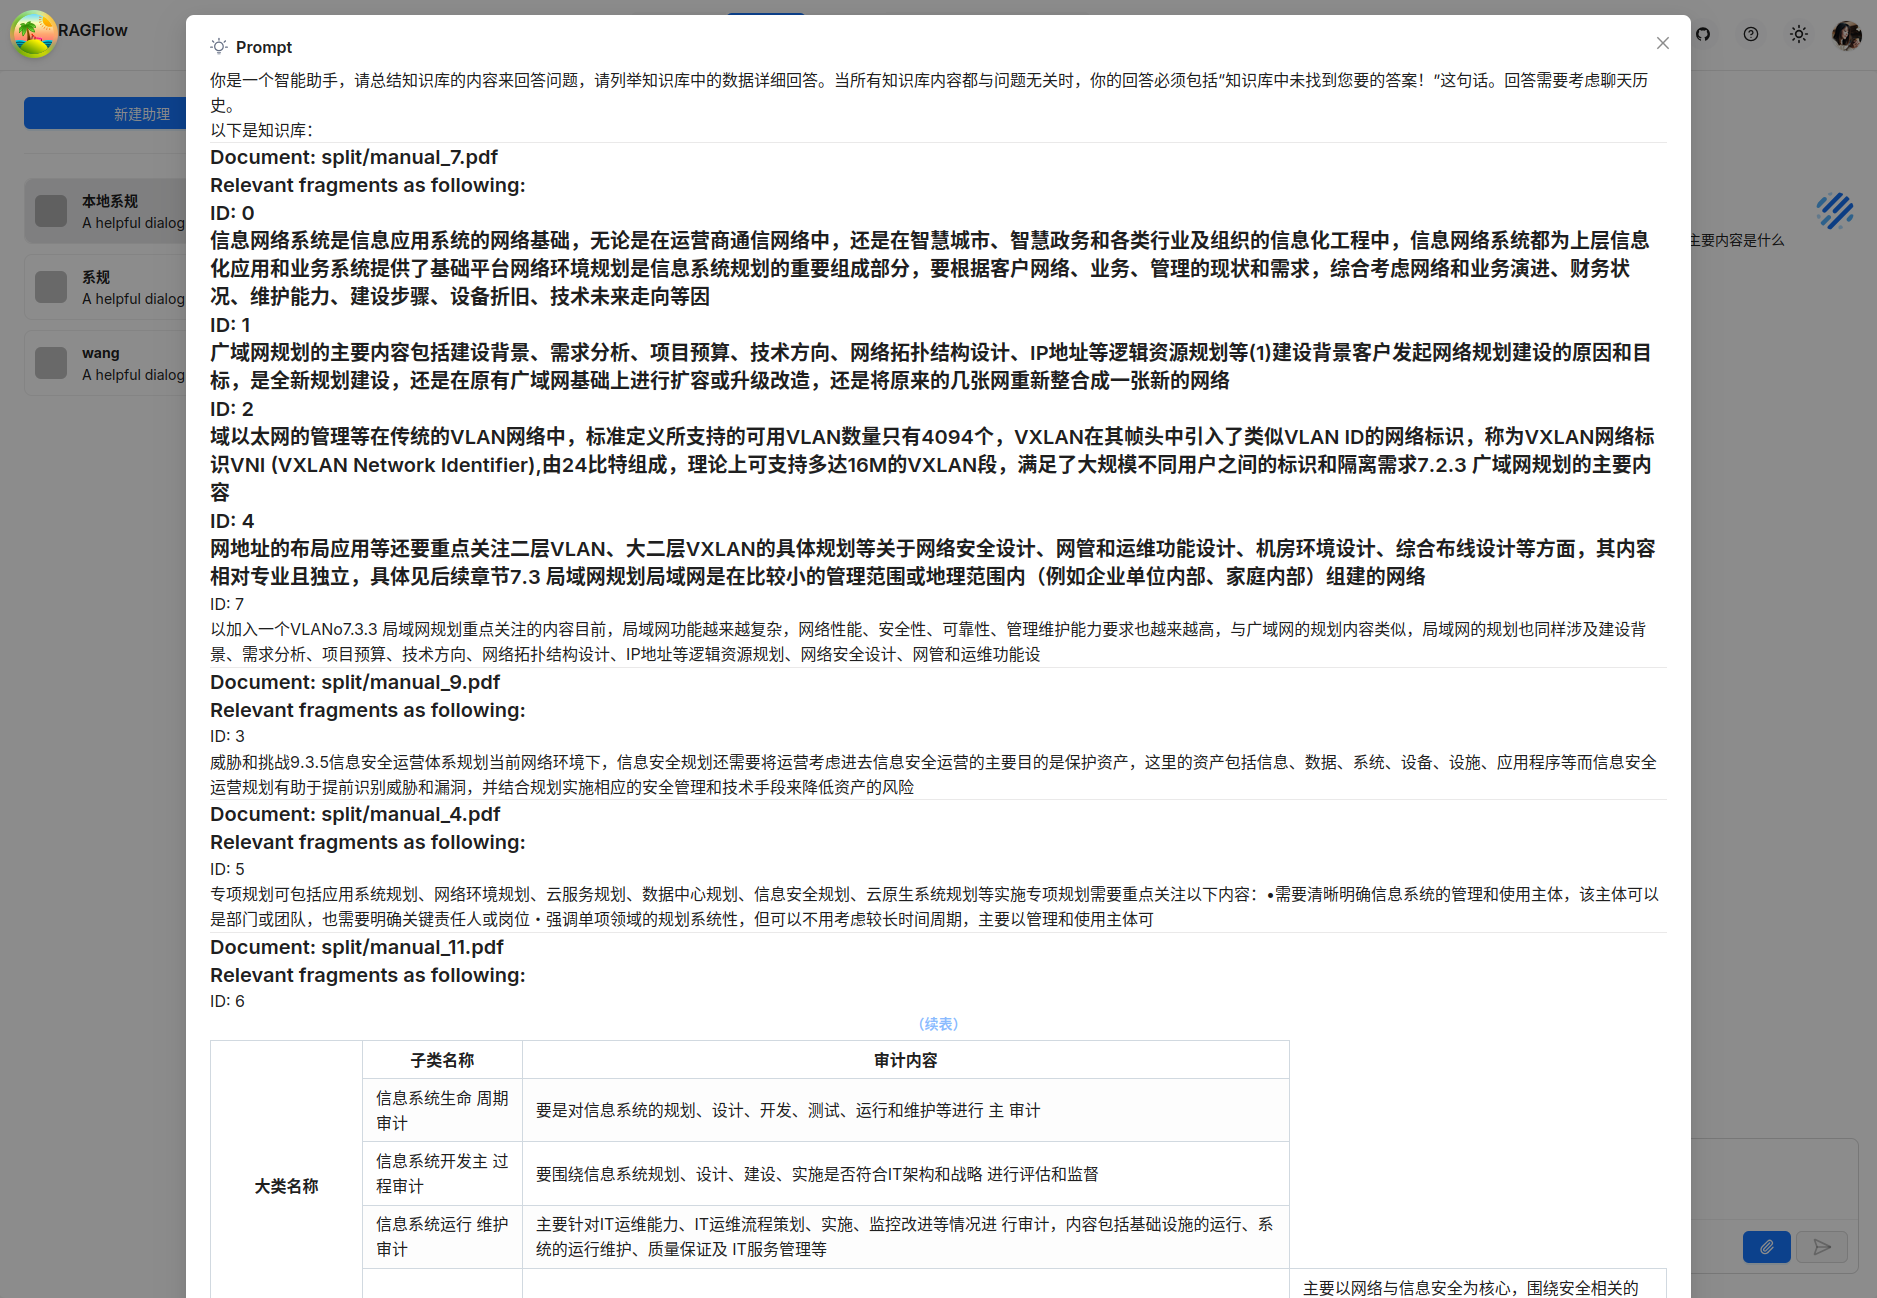 RAGFlow
新建助理
本地系规
A helpful dialog
系规
A helpful dialog
wang
A helpful dialog
主要内容是什么
Prompt
你是一个智能助手，请总结知识库的内容来回答问题，请列举知识库中的数据详细回答。当所有知识库内容都与问题无关时，你的回答必须包括“知识库中未找到您要的答案！“这句话。回答需要考虑聊天历
史。
以下是知识库：
Document: split/manual_7.pdf
Relevant fragments as following:
ID: 0
信息网络系统是信息应用系统的网络基础，无论是在运营商通信网络中，还是在智慧城市、智慧政务和各类行业及组织的信息化工程中，信息网络系统都为上层信息
化应用和业务系统提供了基础平台网络环境规划是信息系统规划的重要组成部分，要根据客户网络、业务、管理的现状和需求，综合考虑网络和业务演进、财务状
况、维护能力、建设步骤、设备折旧、技术未来走向等因
ID: 1
广域网规划的主要内容包括建设背景、需求分析、项目预算、技术方向、网络拓扑结构设计、IP地址等逻辑资源规划等(1)建设背景客户发起网络规划建设的原因和目
标，是全新规划建设，还是在原有广域网基础上进行扩容或升级改造，还是将原来的几张网重新整合成一张新的网络
ID: 2
域以太网的管理等在传统的VLAN网络中，标准定义所支持的可用VLAN数量只有4094个，VXLAN在其帧头中引入了类似VLAN ID的网络标识，称为VXLAN网络标
识VNI (VXLAN Network Identifier),由24比特组成，理论上可支持多达16M的VXLAN段，满足了大规模不同用户之间的标识和隔离需求7.2.3 广域网规划的主要内
容
ID: 4
网地址的布局应用等还要重点关注二层VLAN、大二层VXLAN的具体规划等关于网络安全设计、网管和运维功能设计、机房环境设计、综合布线设计等方面，其内容
相对专业且独立，具体见后续章节7.3 局域网规划局域网是在比较小的管理范围或地理范围内（例如企业单位内部、家庭内部）组建的网络
ID: 7
以加入一个VLANo7.3.3 局域网规划重点关注的内容目前，局域网功能越来越复杂，网络性能、安全性、可靠性、管理维护能力要求也越来越高，与广域网的规划内容类似，局域网的规划也同样涉及建设背
景、需求分析、项目预算、技术方向、网络拓扑结构设计、IP地址等逻辑资源规划、网络安全设计、网管和运维功能设
Document: split/manual_9.pdf
Relevant fragments as following:
ID: 3
威胁和挑战9.3.5信息安全运营体系规划当前网络环境下，信息安全规划还需要将运营考虑进去信息安全运营的主要目的是保护资产，这里的资产包括信息、数据、系统、设备、设施、应用程序等而信息安全
运营规划有助于提前识别威胁和漏洞，并结合规划实施相应的安全管理和技术手段来降低资产的风险
Document: split/manual_4.pdf
Relevant fragments as following:
ID: 5
专项规划可包括应用系统规划、网络环境规划、云服务规划、数据中心规划、信息安全规划、云原生系统规划等实施专项规划需要重点关注以下内容：•需要清晰明确信息系统的管理和使用主体，该主体可以
是部门或团队，也需要明确关键责任人或岗位・强调单项领域的规划系统性，但可以不用考虑较长时间周期，主要以管理和使用主体可
Document: split/manual_11.pdf
Relevant fragments as following:
ID: 6
（续表）
大类名称
子类名称
审计内容
信息系统生命 周期
审计
要是对信息系统的规划、设计、开发、测试、运行和维护等进行 主 审计
信息系统开发主 过
程审计
要围绕信息系统规划、设计、建设、实施是否符合IT架构和战略 进行评估和监督
信息系统运行 维护
审计
主要针对IT运维能力、IT运维流程策划、实施、监控改进等情况进 行审计，内容包括基础设施的运行、系
统的运行维护、质量保证及 IT服务管理等
主要以网络与信息安全为核心，围绕安全相关的